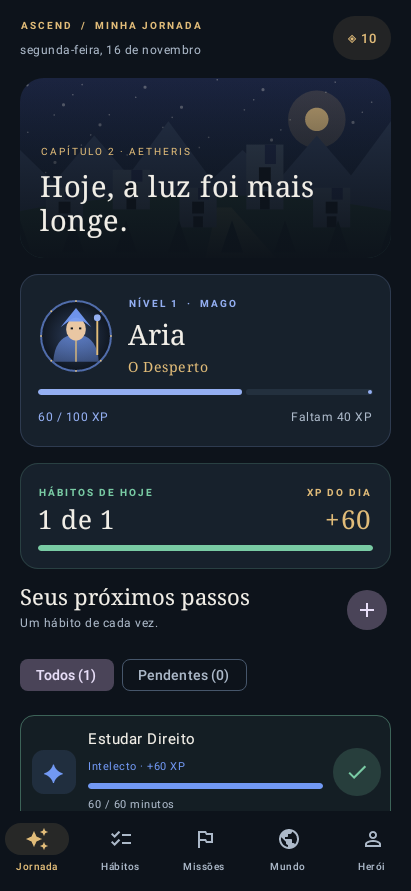 ASCEND / MINHA JORNADA
segunda-feira, 16 de novembro
10
CAPÍTULO 2 · AETHERIS
Hoje, a luz foi mais
longe.
NÍVEL 1 · MAGO
Aria
O Desperto
60 / 100 XP
Faltam 40 XP
HÁBITOS DE HOJE
XP DO DIA
1 de 1
+60
Seus próximos passos
Um hábito de cada vez.
Todos (1)
Pendentes (0)
Estudar Direito
Intelecto · +60 XP
60 / 60 minutos
Jornada
Hábitos
Missões
Mundo
Herói